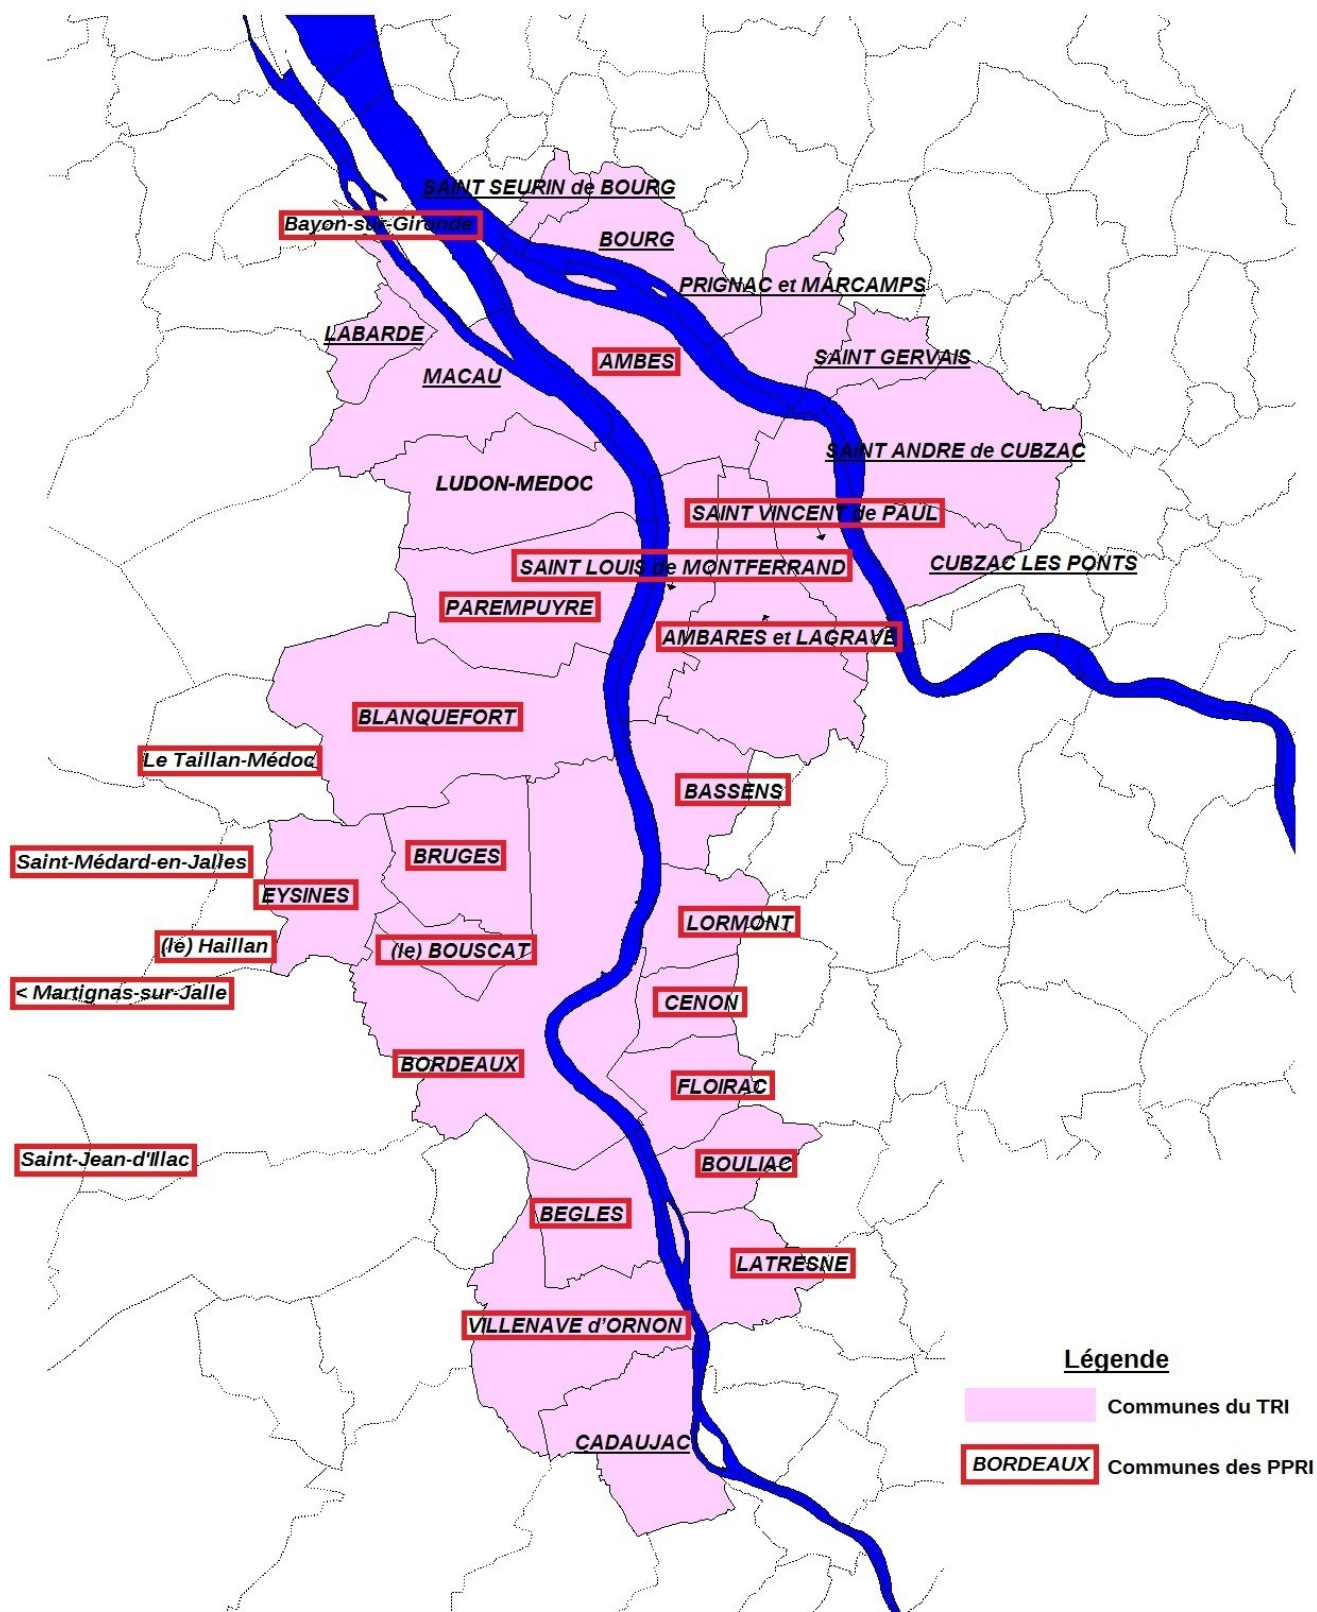 SAINT SEURIN de BOURG
Bayon-sur-Gironde
BOURG
PRIGNAC et MARCAMPS
LABARDE
SAINT GERVAIS
AMBES
MACAU
SAINT ANDRE de CUBZAC
LUDON-MEDOC
SAINT VINCENT de PAUL
SAINT LOUIS de MONTFERRAND
CUBZAC LES PONTS
PAREMPUYRE
AMBARES et LAGRAVE
BLANQUEFORT
Le Taillan-Médoc
BASSENS
BRUGES
Saint-Médard-en-Jalles
EYSINES
LORMONT
(le) Haillan
(le) BOUSCAT
< Martignas-sur-Jalle
CENON
BORDEAUX
FLOIRAC
Saint-Jean-d'Illac
BOULIAC
BEGLES
LATRESNE
VILLENAVE d'ORNON
CADAUJAC
Légende
Communes du TRI
BORDEAUX Communes des PPRI